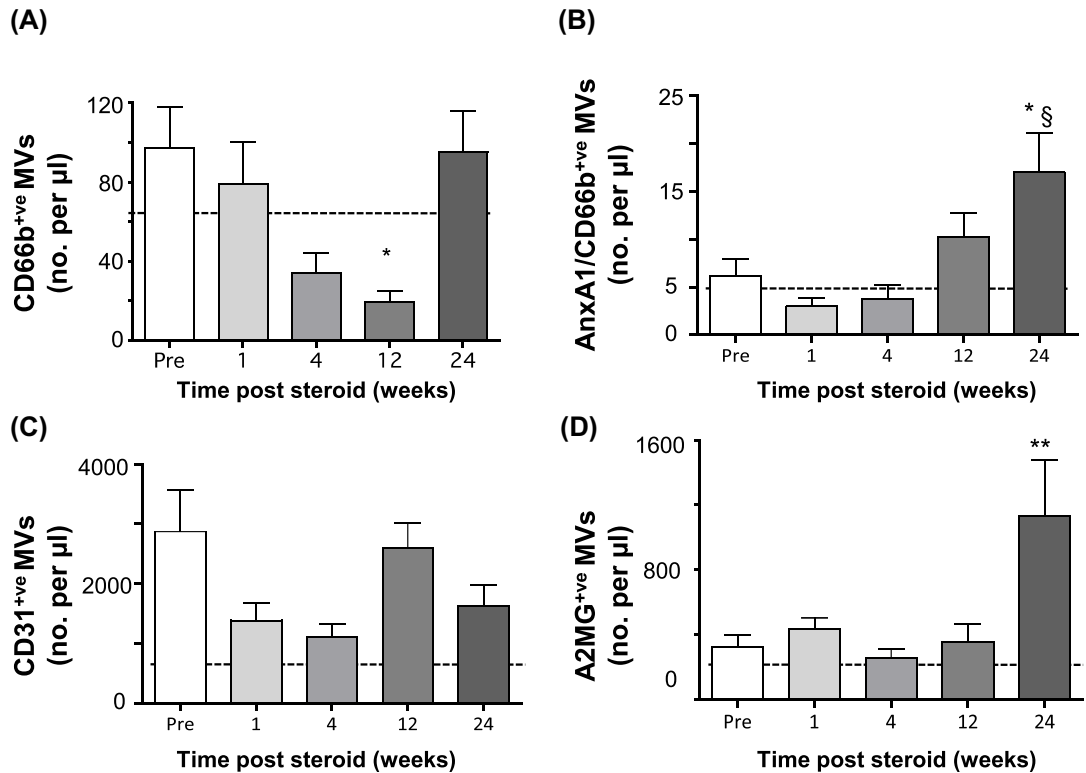 (A)
CD66b+ve MVs
(no. per µl)
120
80
40
0
*
Pre 1 4 12 24
Time post steroid (weeks)
(B)
AnxA1/CD66b+ve MVs
(no. per µl)
25
15
5
0
* §
Pre 1 4 12 24
Time post steroid (weeks)
(C)
CD31+ve MVs
(no. per µl)
4000
2000
0
Pre 1 4 12 24
Time post steroid (weeks)
(D)
A2MG+ve MVs
(no. per µl)
1600
800
0
**
Pre 1 4 12 24
Time post steroid (weeks)